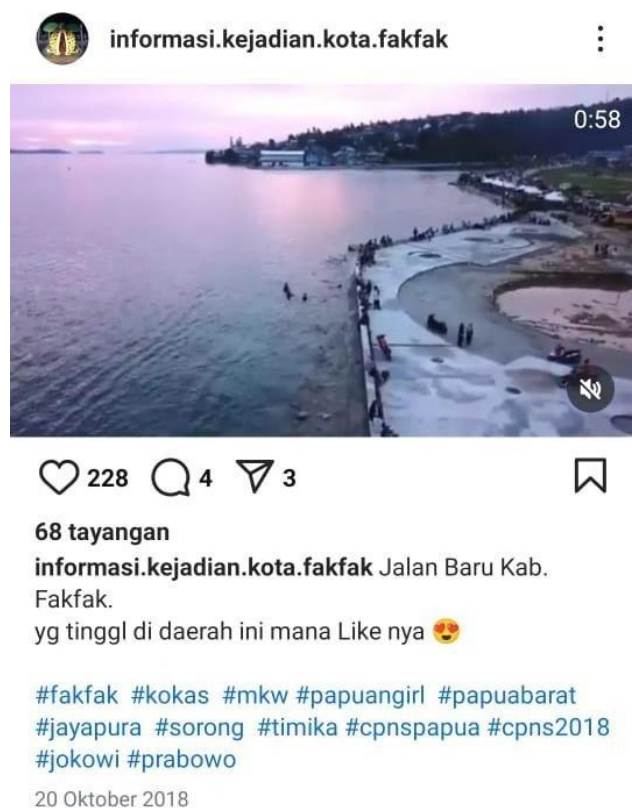 informasi.kejadian.kota.fakfak
0:58
228 4 3
68 tayangan
informasi.kejadian.kota.fakfak Jalan Baru Kab.
Fakfak.
yg tinggl di daerah ini mana Like nya 😍
#fakfak #kokas #mkw #papuangirl #papuabarat
#jayapura #sorong #timika #cpnspapua #cpns2018
#jokowi #prabowo
20 Oktober 2018